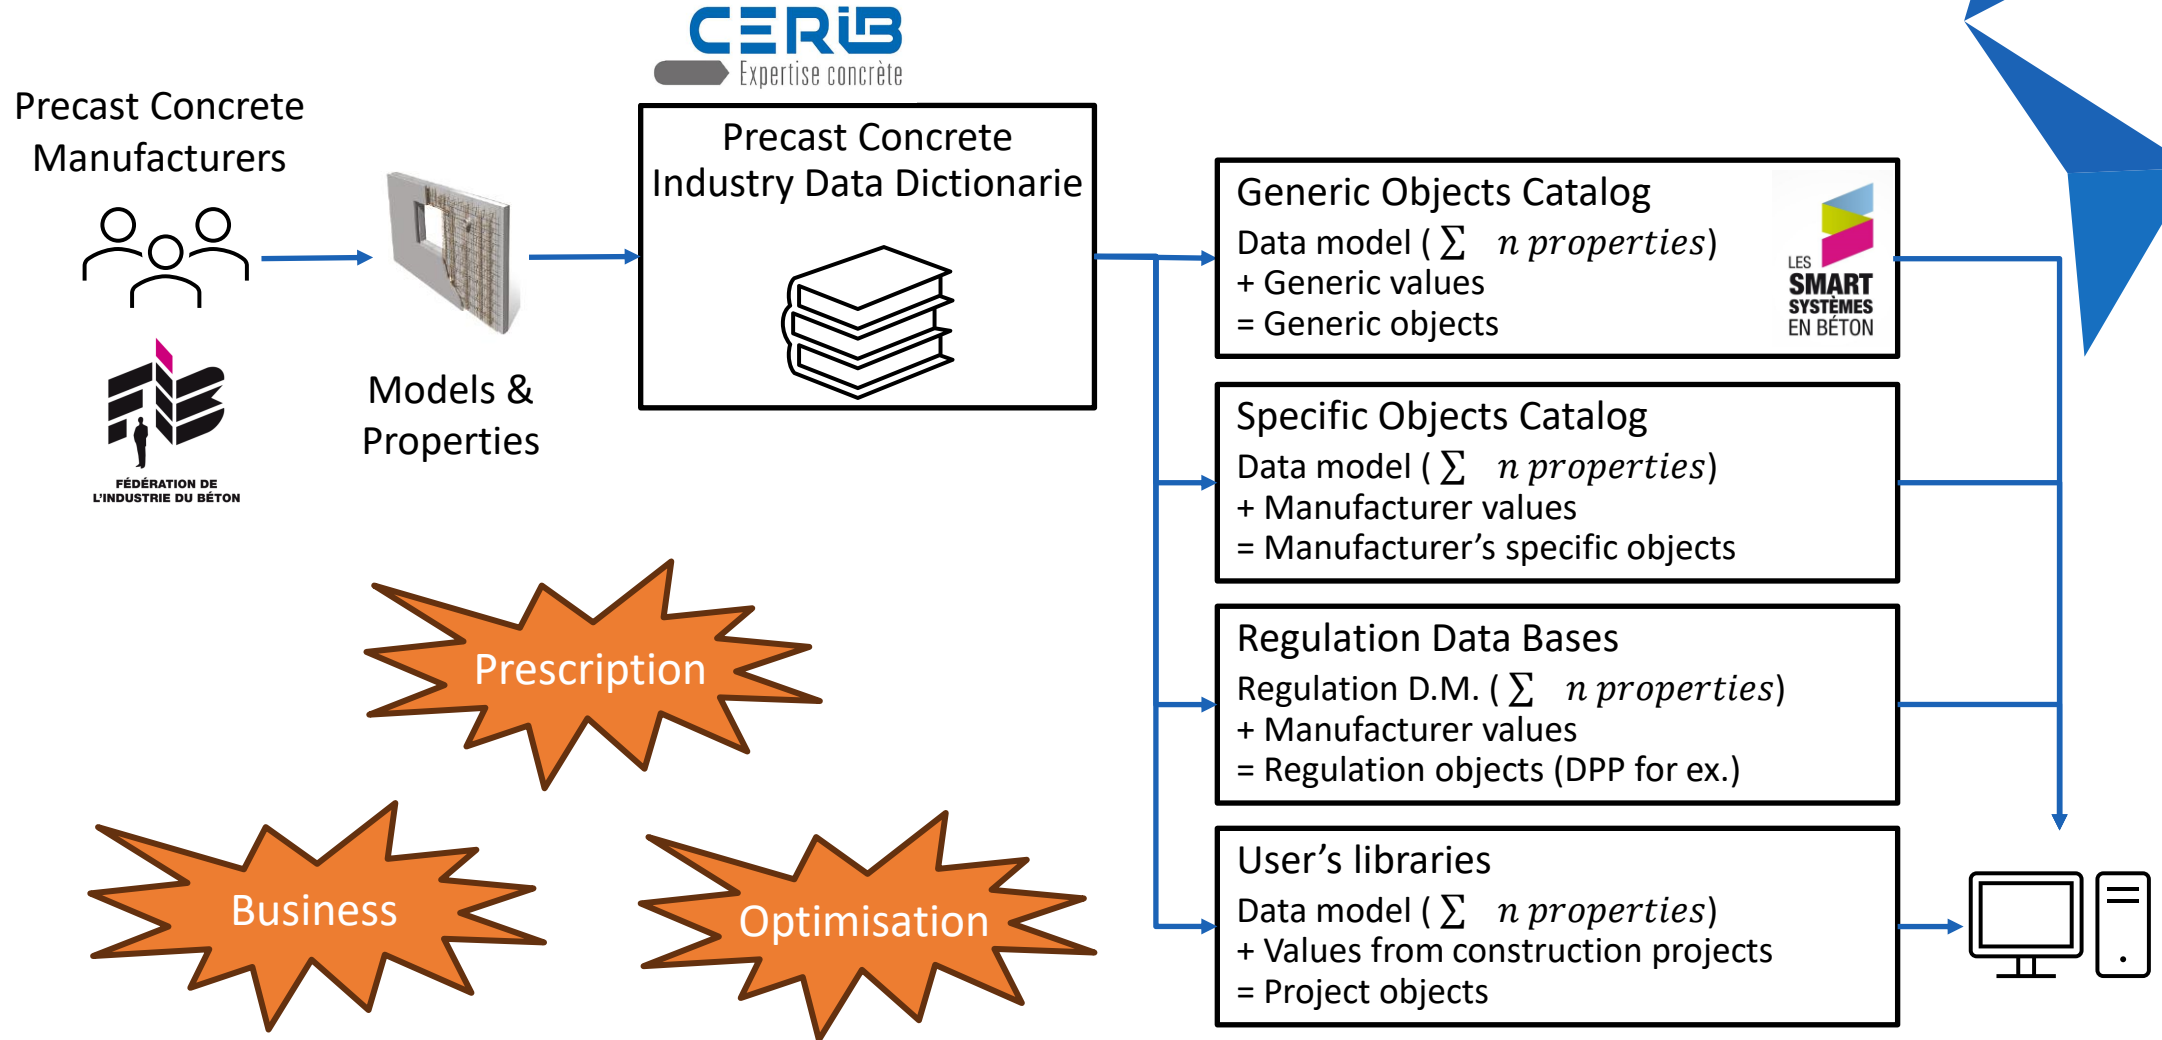 CERIB
Expertise concrète
Precast Concrete
Manufacturers
FIB
FÉDÉRATION DE
L'INDUSTRIE DU BÉTON
Models &
Properties
Precast Concrete
Industry Data Dictionarie
Generic Objects Catalog
Data model ( ∑ n properties)
+ Generic values
= Generic objects
LES
SMART
SYSTÈMES
EN BÉTON
Specific Objects Catalog
Data model ( ∑ n properties)
+ Manufacturer values
= Manufacturer’s specific objects
Regulation Data Bases
Regulation D.M. ( ∑ n properties)
+ Manufacturer values
= Regulation objects (DPP for ex.)
User’s libraries
Data model ( ∑ n properties)
+ Values from construction projects
= Project objects
Prescription
Business
Optimisation